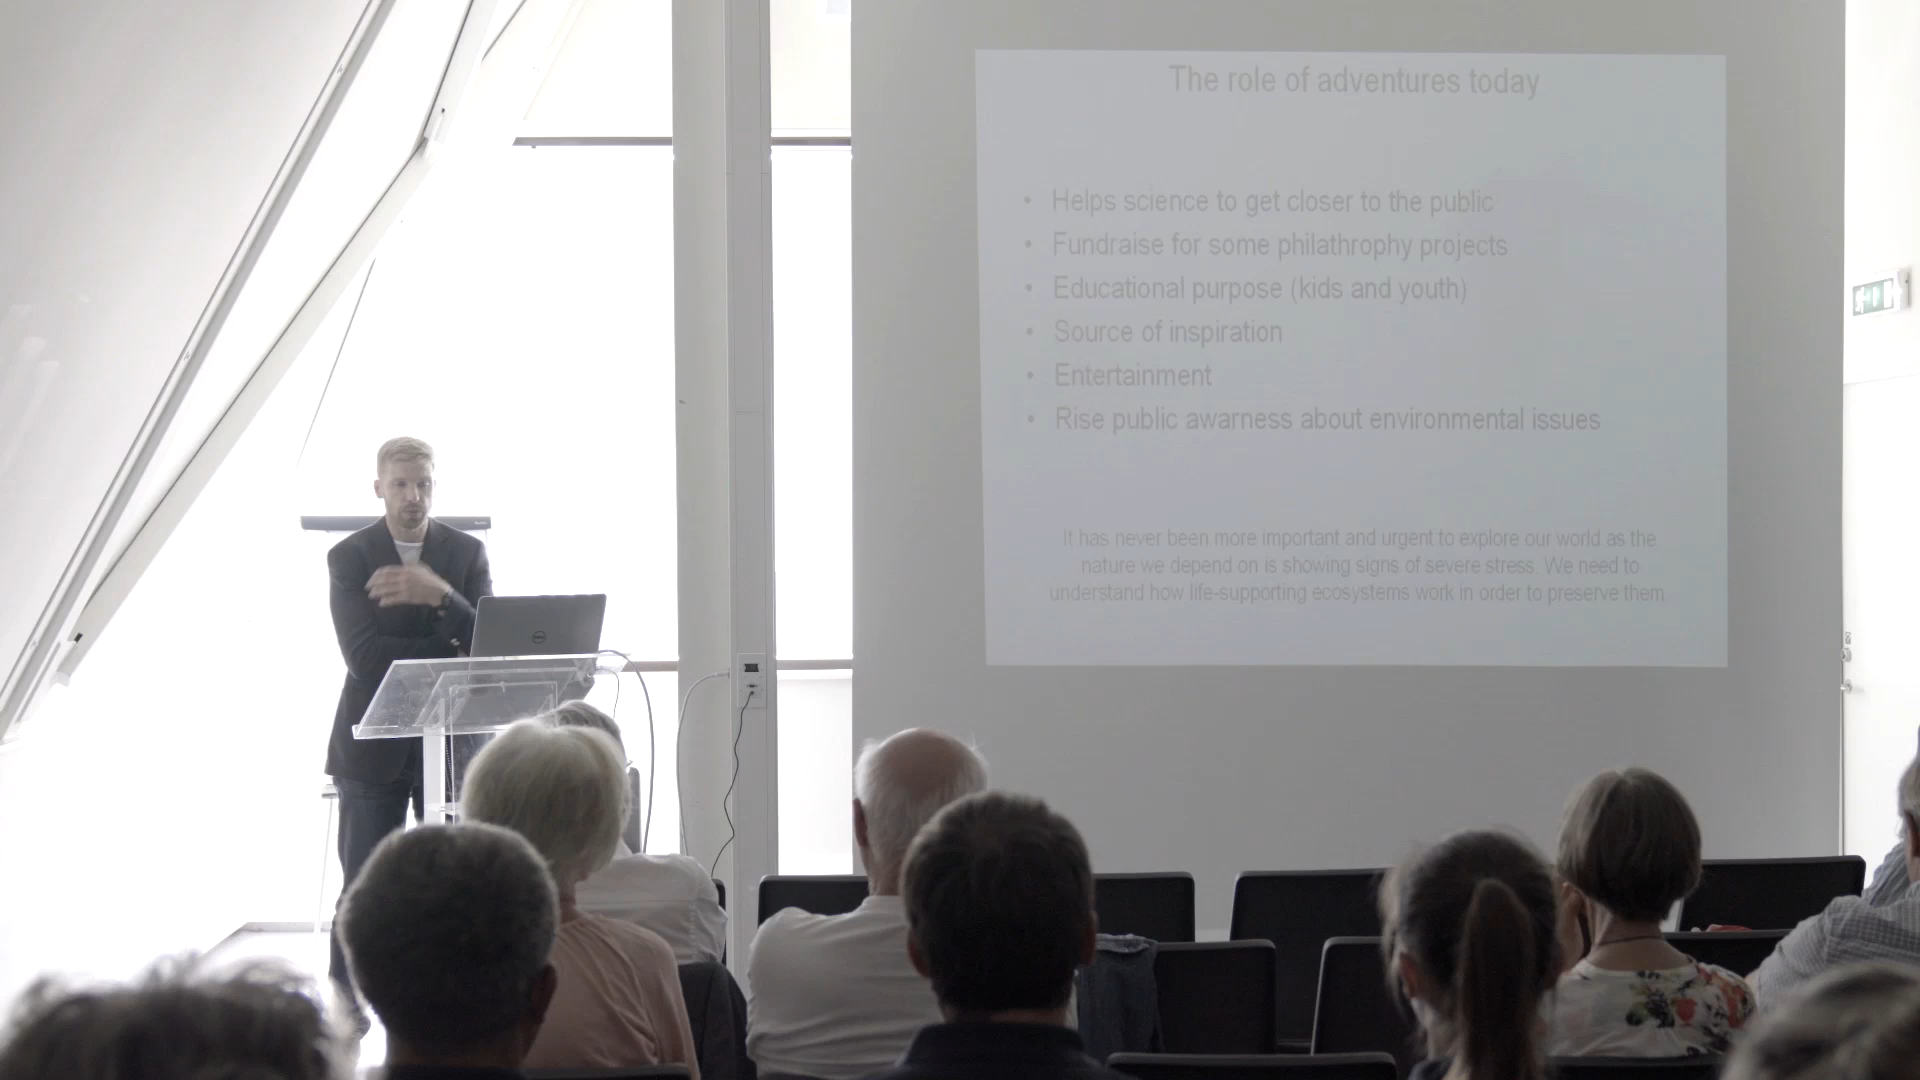 The role of adventures today
• Helps science to get closer to the public
• Fundraise for some philathrophy projects
• Educational purpose (kids and youth)
• Source of inspiration
• Entertainment
• Rise public awarness about environmental issues
It has never been more important and urgent to explore our world as the
nature we depend on is showing signs of severe stress. We need to
understand how life-supporting ecosystems work in order to preserve them
DELL